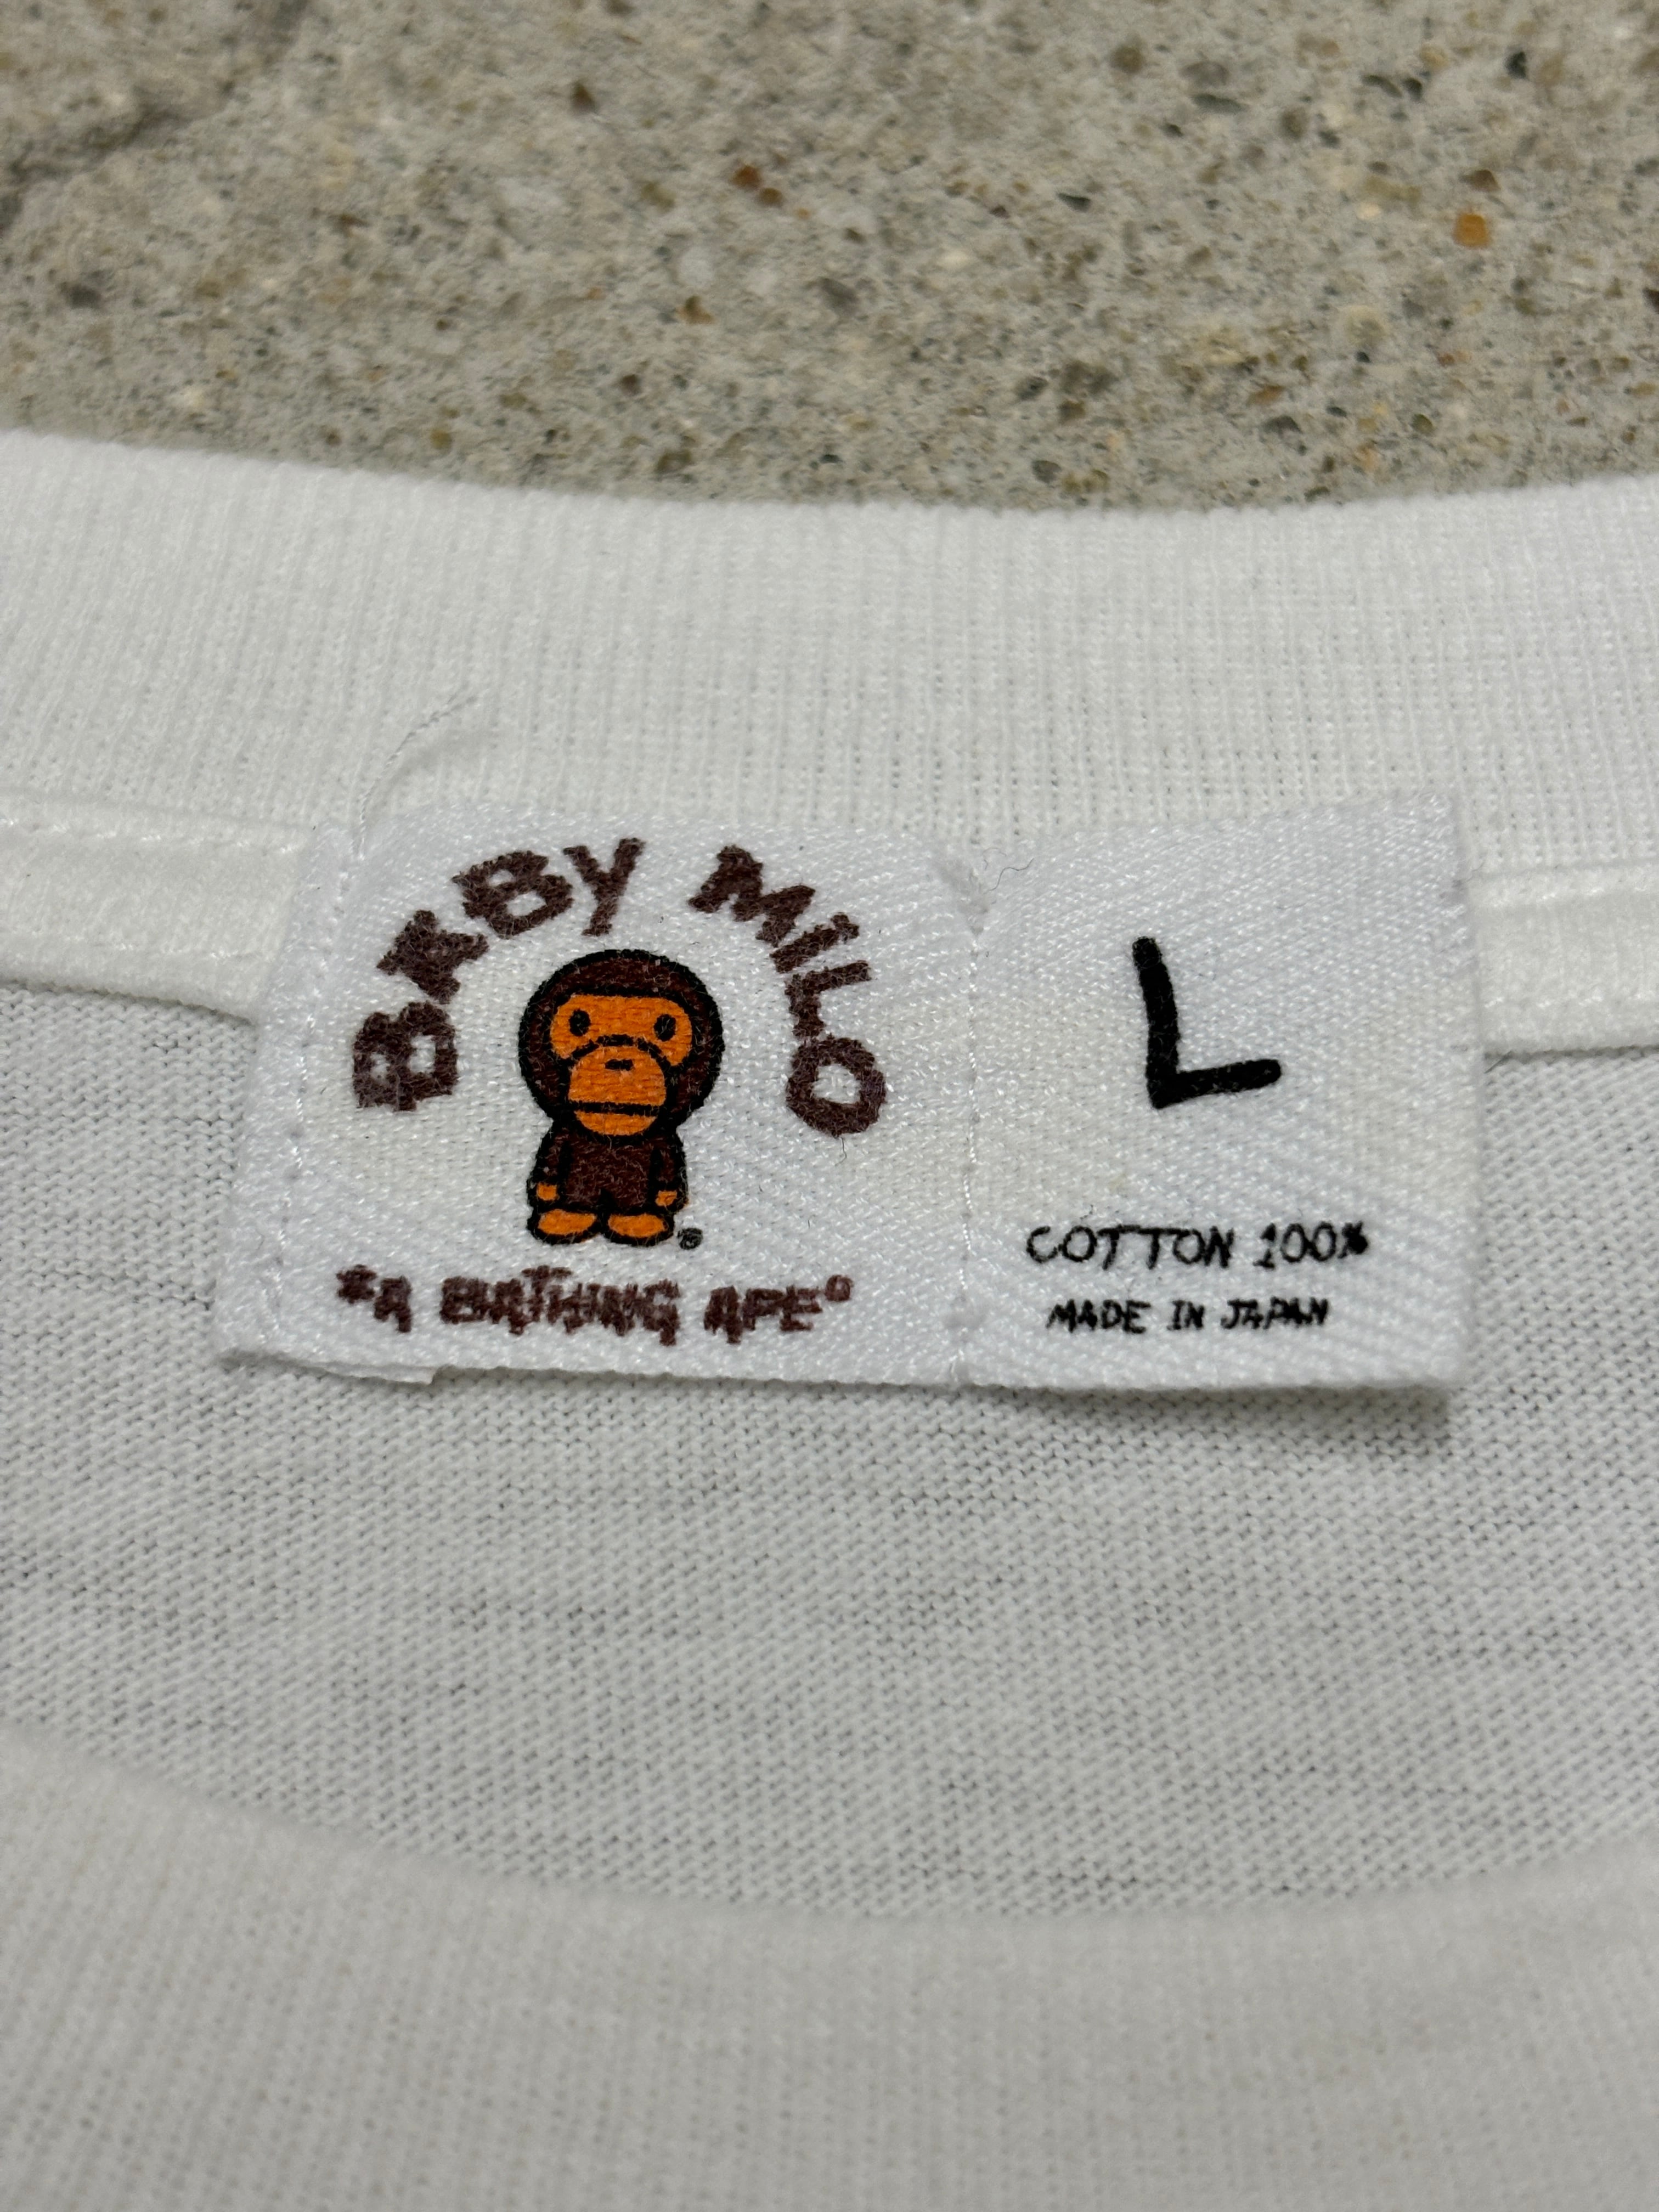 BABY MILO
®
"A BATHING APE"
L
COTTON 100%
MADE IN JAPAN